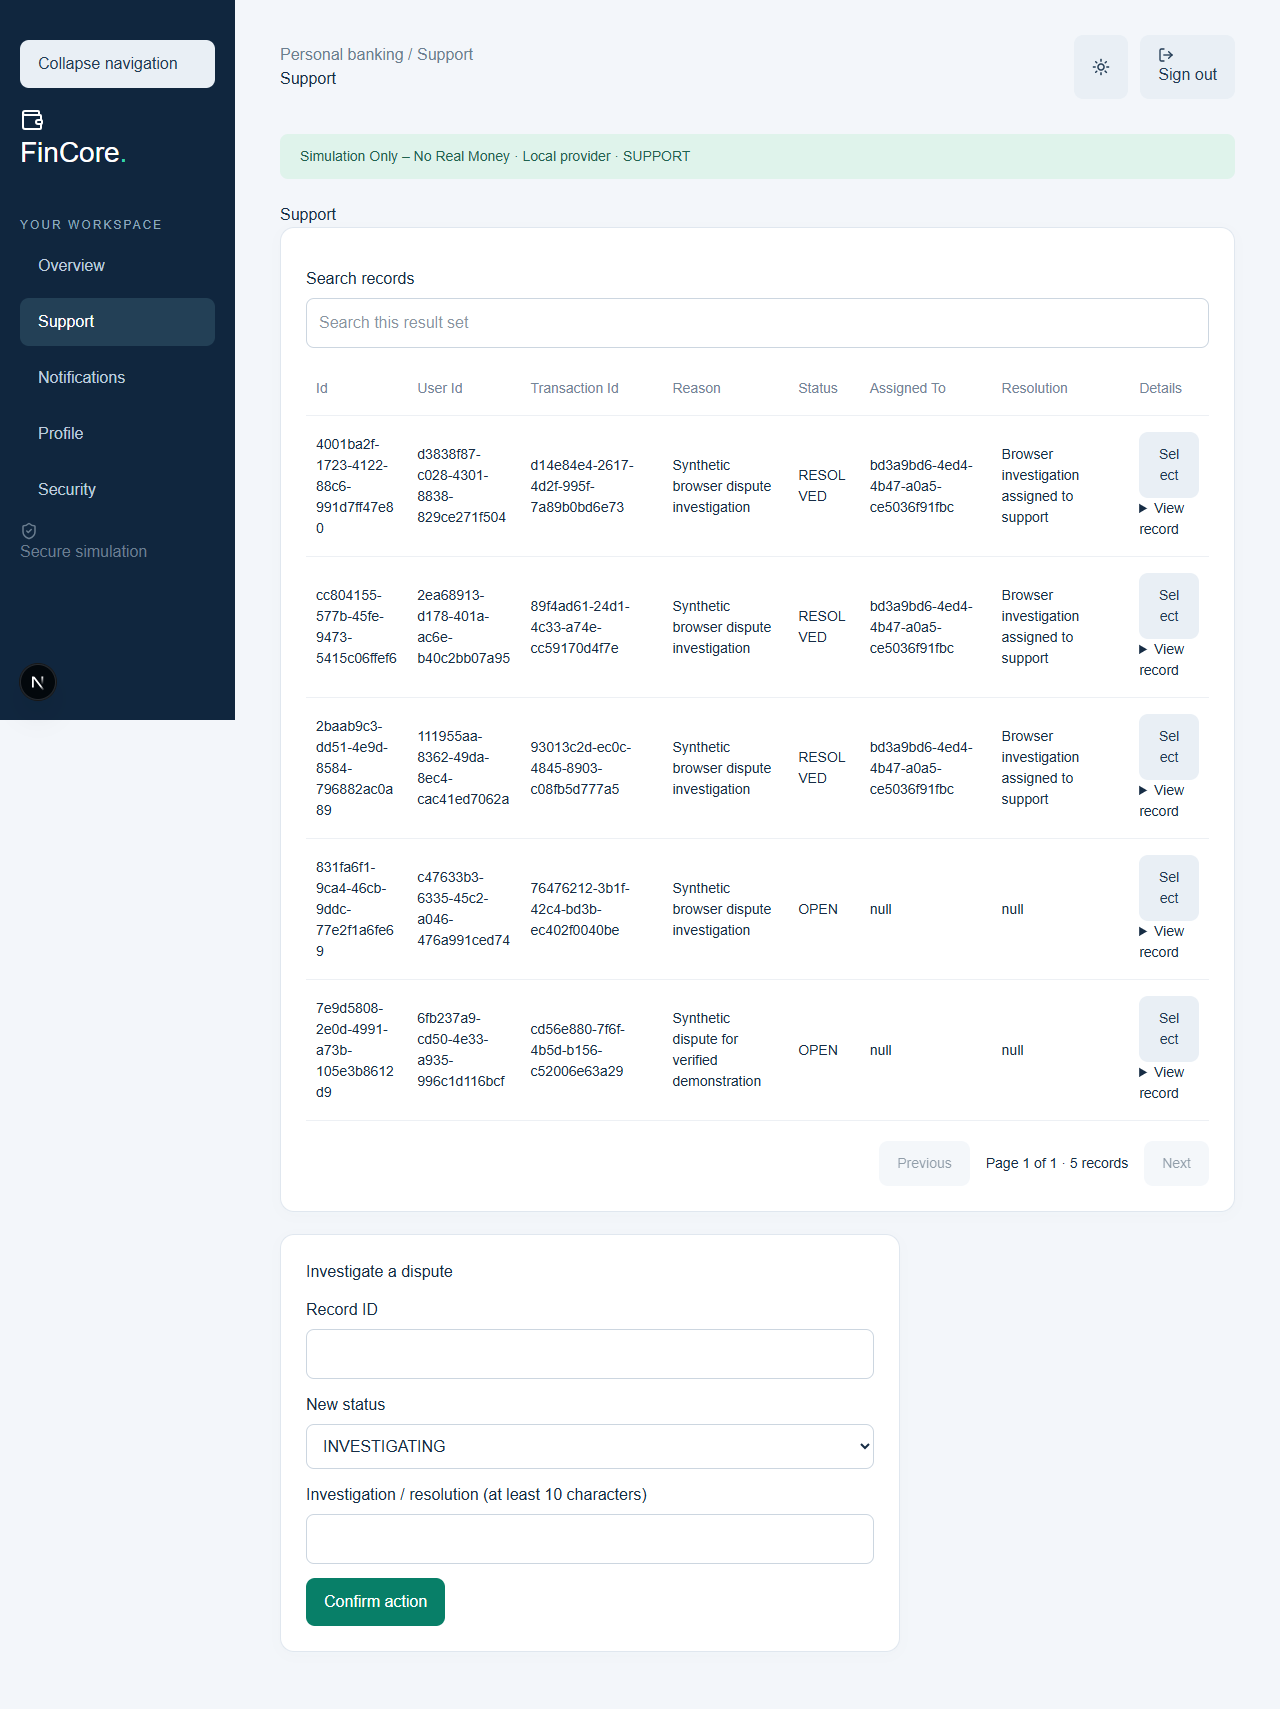 Collapse navigation
FinCore.
YOUR WORKSPACE
Overview
Support
Notifications
Profile
Security
Secure simulation
N
Personal banking / Support
Support
Sign out
Simulation Only – No Real Money · Local provider · SUPPORT
Support
Search records
Search this result set
Id User Id Transaction Id Reason Status Assigned To Resolution Details
4001ba2f-
1723-4122-
88c6-
991d7ff47e8
0
d3838f87-
c028-4301-
8838-
829ce271f504
d14e84e4-2617-
4d2f-995f-
7a89b0bd6e73
Synthetic
browser dispute
investigation
RESOL
VED
bd3a9bd6-4ed4-
4b47-a0a5-
ce5036f91fbc
Browser
investigation
assigned to
support
Sel
ect
View
record
cc804155-
577b-45fe-
9473-
5415c06ffef6
2ea68913-
d178-401a-
ac6e-
b40c2bb07a95
89f4ad61-24d1-
4c33-a74e-
cc59170d4f7e
Synthetic
browser dispute
investigation
RESOL
VED
bd3a9bd6-4ed4-
4b47-a0a5-
ce5036f91fbc
Browser
investigation
assigned to
support
Sel
ect
View
record
2baab9c3-
dd51-4e9d-
8584-
796882ac0a
89
111955aa-
8362-49da-
8ec4-
cac41ed7062a
93013c2d-ec0c-
4845-8903-
c08fb5d777a5
Synthetic
browser dispute
investigation
RESOL
VED
bd3a9bd6-4ed4-
4b47-a0a5-
ce5036f91fbc
Browser
investigation
assigned to
support
Sel
ect
View
record
831fa6f1-
9ca4-46cb-
9ddc-
77e2f1a6fe6
9
c47633b3-
6335-45c2-
a046-
476a991ced74
76476212-3b1f-
42c4-bd3b-
ec402f0040be
Synthetic
browser dispute
investigation
OPEN
null
null
Sel
ect
View
record
7e9d5808-
2e0d-4991-
a73b-
105e3b8612
d9
6fb237a9-
cd50-4e33-
a935-
996c1d116bcf
cd56e880-7f6f-
4b5d-b156-
c52006e63a29
Synthetic
dispute for
verified
demonstration
OPEN
null
null
Sel
ect
View
record
Previous Page 1 of 1 · 5 records Next
Investigate a dispute
Record ID
New status
INVESTIGATING
Investigation / resolution (at least 10 characters)
Confirm action